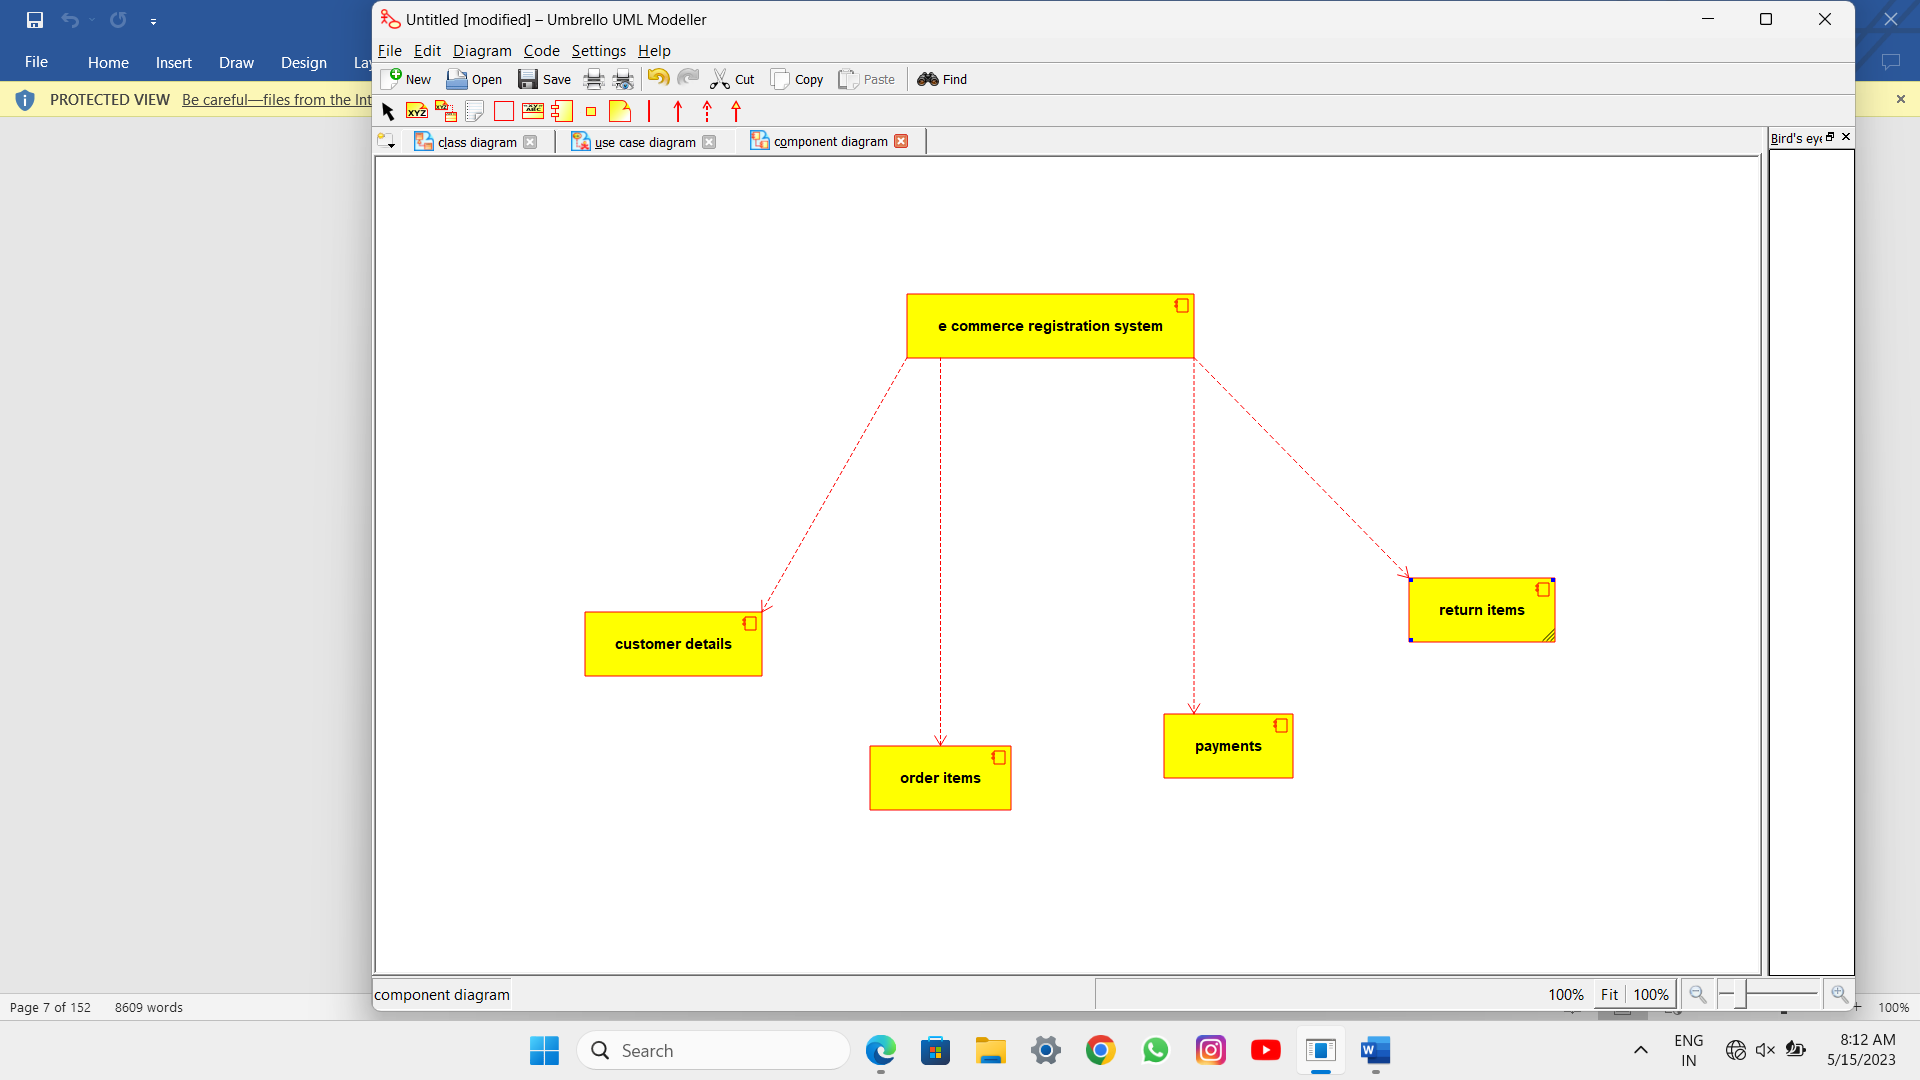 Untitled [modified] – Umbrello UML Modeller
File Edit Diagram Code Settings Help
File Home Insert Draw Design
New Open Save Cut Copy Paste Find
PROTECTED VIEW Be careful—files from the Int
XYZ
class diagram use case diagram component diagram
Bird's eye
e commerce registration system
return items
customer details
payments
order items
component diagram
100% Fit 100%
Page 7 of 152 8609 words
100%
Search
ENG
IN
8:12 AM
5/15/2023